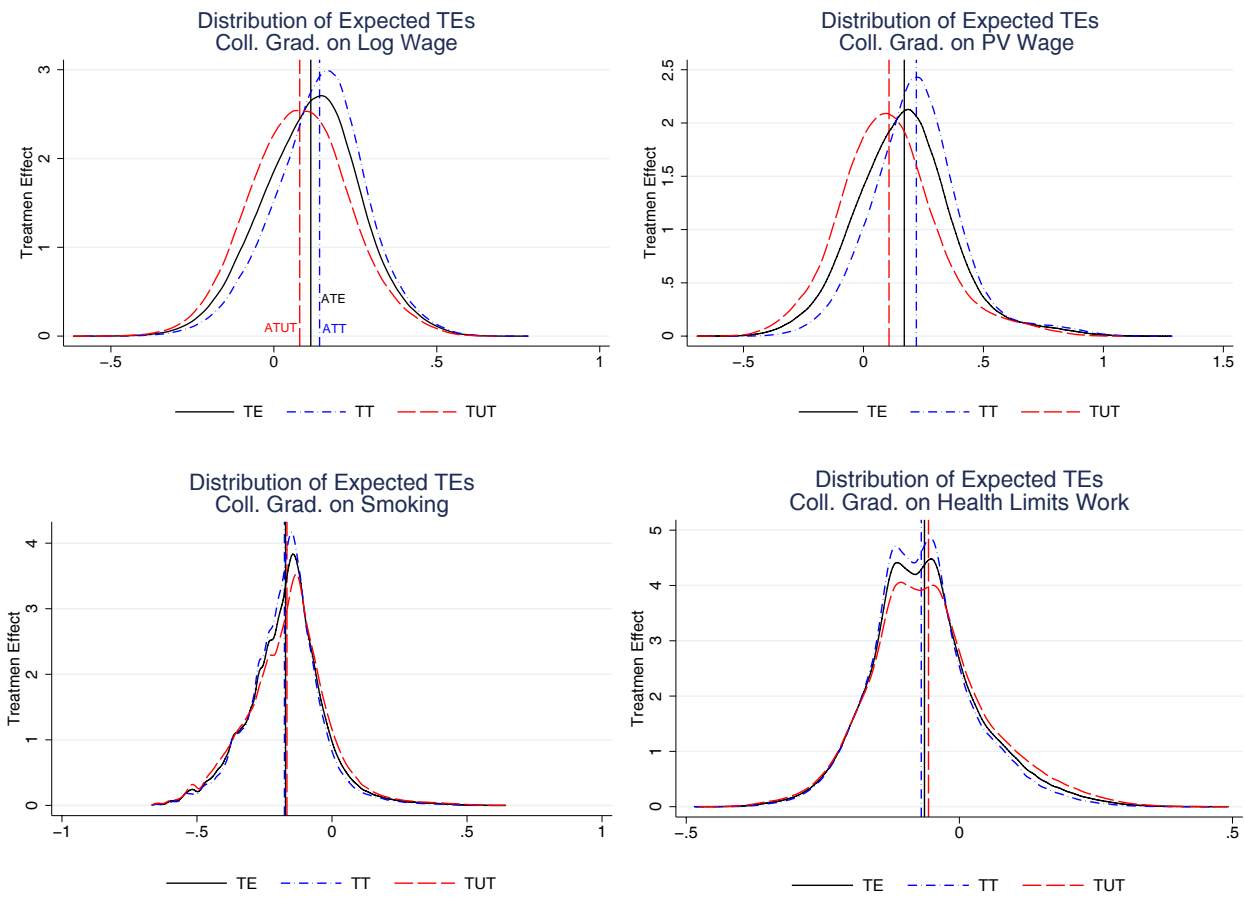 Distribution of Expected TEs
Coll. Grad. on Log Wage
Treatmen Effect
3
2
1
0
ATE
ATUT
ATT
-.5
0
.5
1
TE
TT
TUT
Distribution of Expected TEs
Coll. Grad. on PV Wage
Treatmen Effect
2.5
2
1.5
1
.5
0
-.5
0
.5
1
1.5
TE
TT
TUT
Distribution of Expected TEs
Coll. Grad. on Smoking
Treatmen Effect
4
3
2
1
0
-1
-.5
0
.5
1
TE
TT
TUT
Distribution of Expected TEs
Coll. Grad. on Health Limits Work
Treatmen Effect
5
4
3
2
1
0
-.5
0
.5
TE
TT
TUT